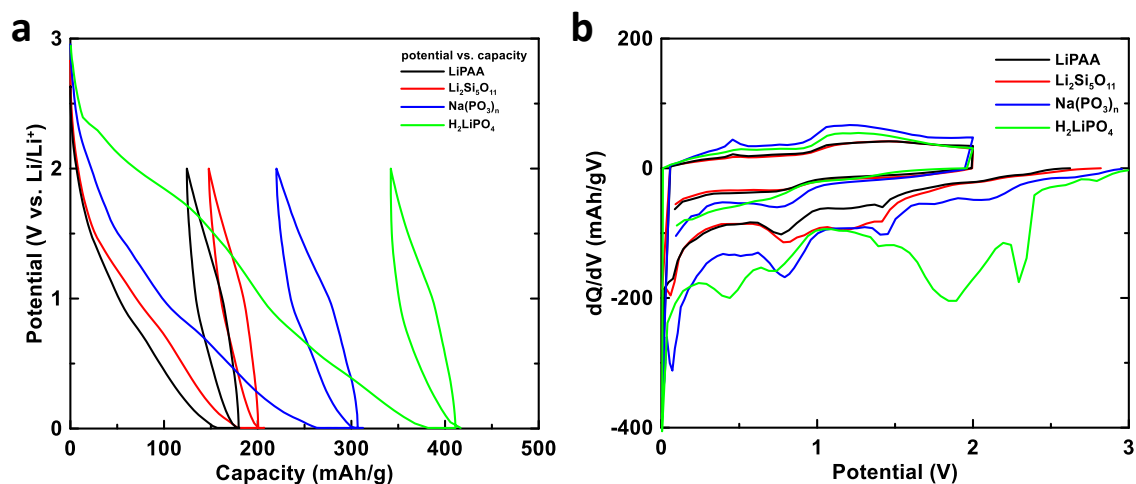 a
3
2
1
0
Potential (V vs. Li/Li⁺)
potential vs. capacity
LiPAA
Li₂Si₅O₁₁
Na(PO₃)ₙ
H₂LiPO₄
0 100 200 300 400 500
Capacity (mAh/g)
b
200
0
-200
-400
dQ/dV (mAh/gV)
LiPAA
Li₂Si₅O₁₁
Na(PO₃)ₙ
H₂LiPO₄
0 1 2 3
Potential (V)